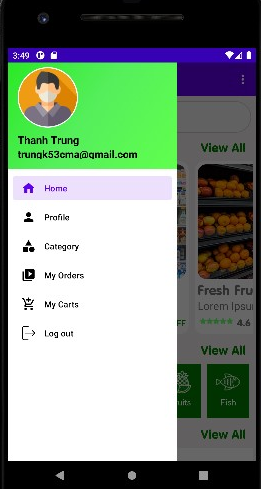 3:49
Thanh Trung
trungk53cma@gmail.com
Home
Profile
Category
My Orders
My Carts
Log out
View All
Fresh Fru
Lorem Ipsu
FF
4.6
View All
uits
Fish
View All